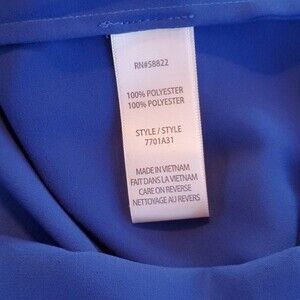 RN#58822
100% POLYESTER
100% POLYESTER
STYLE / STYLE
7701A31
MADE IN VIETNAM
FAIT DANS LA VIETNAM
CARE ON REVERSE
NETTOYAGE AU REVERS